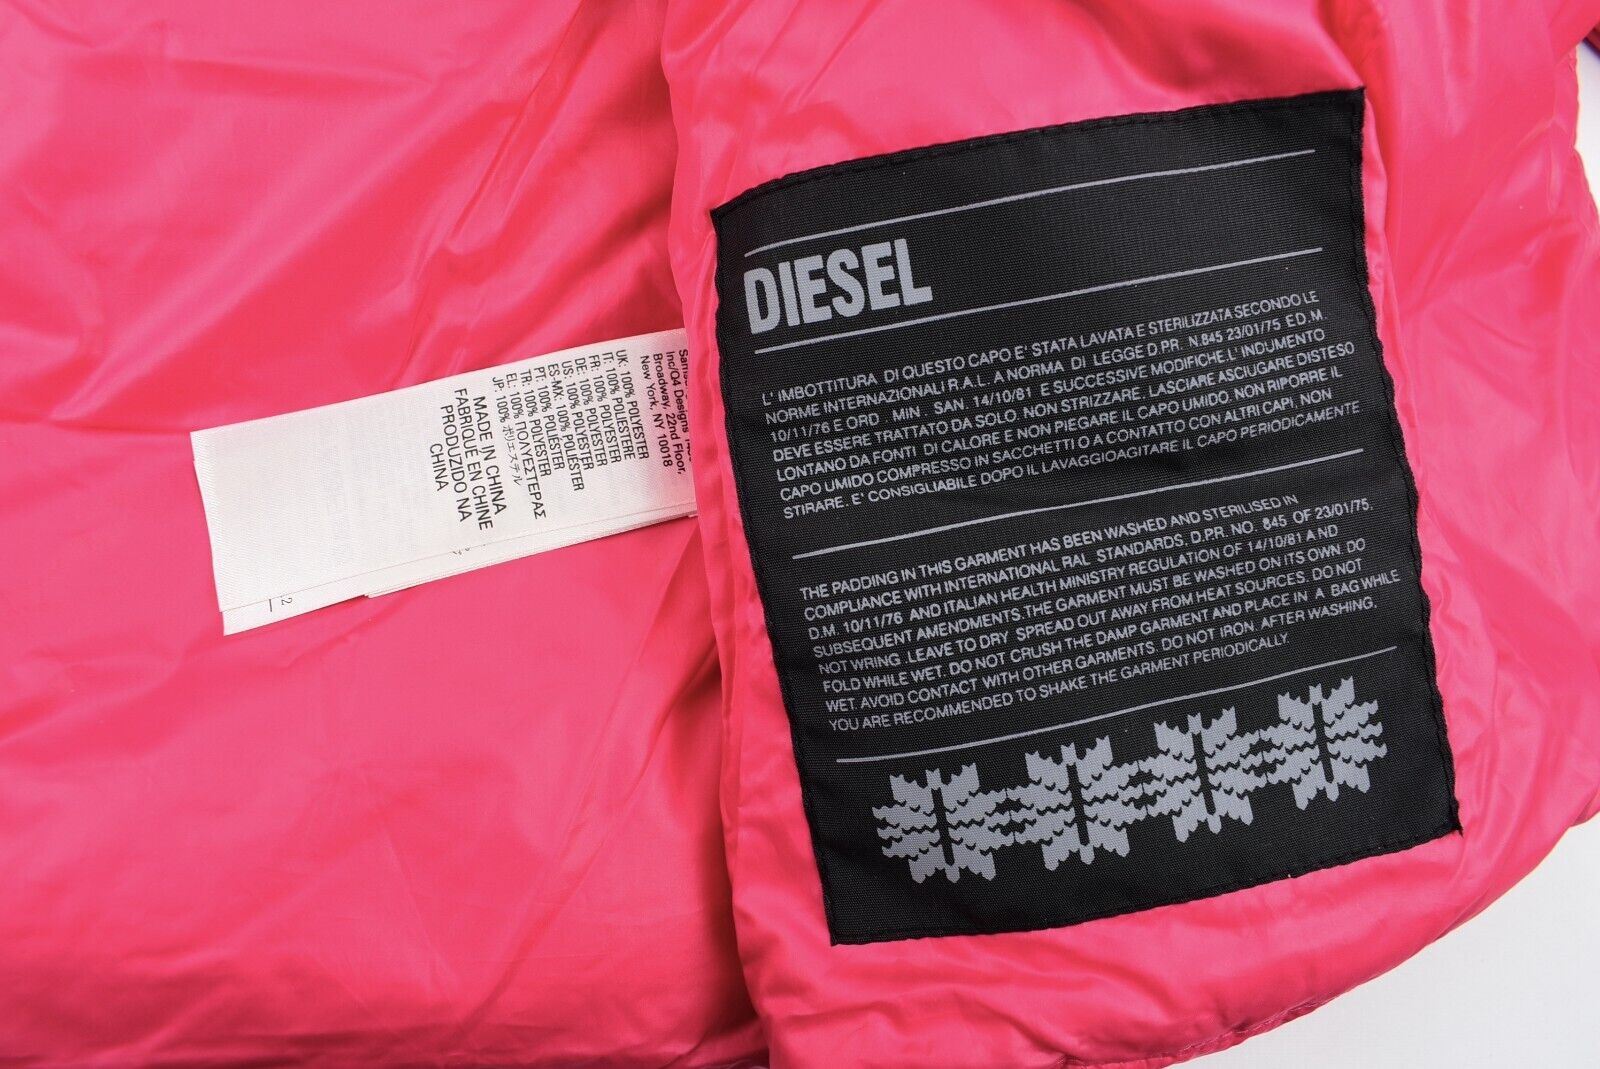 Inc/O4 Designs
Broadway, 22nd Floor,
New York, NY 10018
UK: 100% POLYESTER
IT: 100% POLIESTERE
FR: 100% POLYESTER
DE: 100% POLYESTER
US: 100% POLYESTER
ES-MX: 100% POLIÉSTER
PT: 100% POLIÉSTER
TR: 100% POLYESTER
EL: 100% ΠΟΛΥΕΣΤΕΡΑΣ
JP: 100% ポリエステル
MADE IN CHINA
FABRIQUE EN CHINE
PRODUZIDO NA
CHINA
DIESEL
L' IMBOTTITURA DI QUESTO CAPO E' STATA LAVATA E STERILIZZATA SECONDO LE
NORME INTERNAZIONALI R.A.L. A NORMA DI LEGGE D.P.R. N.845 23/01/75 E D.M.
10/11/76 E ORD . MIN . SAN. 14/10/81 E SUCCESSIVE MODIFICHE.L' INDUMENTO
DEVE ESSERE TRATTATO DA SOLO. NON STRIZZARE. LASCIARE ASCIUGARE DISTESO
LONTANO DA FONTI DI CALORE E NON PIEGARE IL CAPO UMIDO. NON RIPORRE IL
CAPO UMIDO COMPRESSO IN SACCHETTO O A CONTATTO CON ALTRI CAPI, NON
STIRARE. E' CONSIGLIABILE DOPO IL LAVAGGIOAGITARE IL CAPO PERIODICAMENTE
THE PADDING IN THIS GARMENT HAS BEEN WASHED AND STERILISED IN
COMPLIANCE WITH INTERNATIONAL RAL STANDARDS. D.P.R. NO. 845 OF 23/01/75,
D.M. 10/11/76 AND ITALIAN HEALTH MINISTRY REGULATION OF 14/10/81 AND
SUBSEQUENT AMENDMENTS.THE GARMENT MUST BE WASHED ON ITS OWN. DO
NOT WRING .LEAVE TO DRY SPREAD OUT AWAY FROM HEAT SOURCES. DO NOT
FOLD WHILE WET. DO NOT CRUSH THE DAMP GARMENT AND PLACE IN A BAG WHILE
WET. AVOID CONTACT WITH OTHER GARMENTS. DO NOT IRON. AFTER WASHING,
YOU ARE RECOMMENDED TO SHAKE THE GARMENT PERIODICALLY